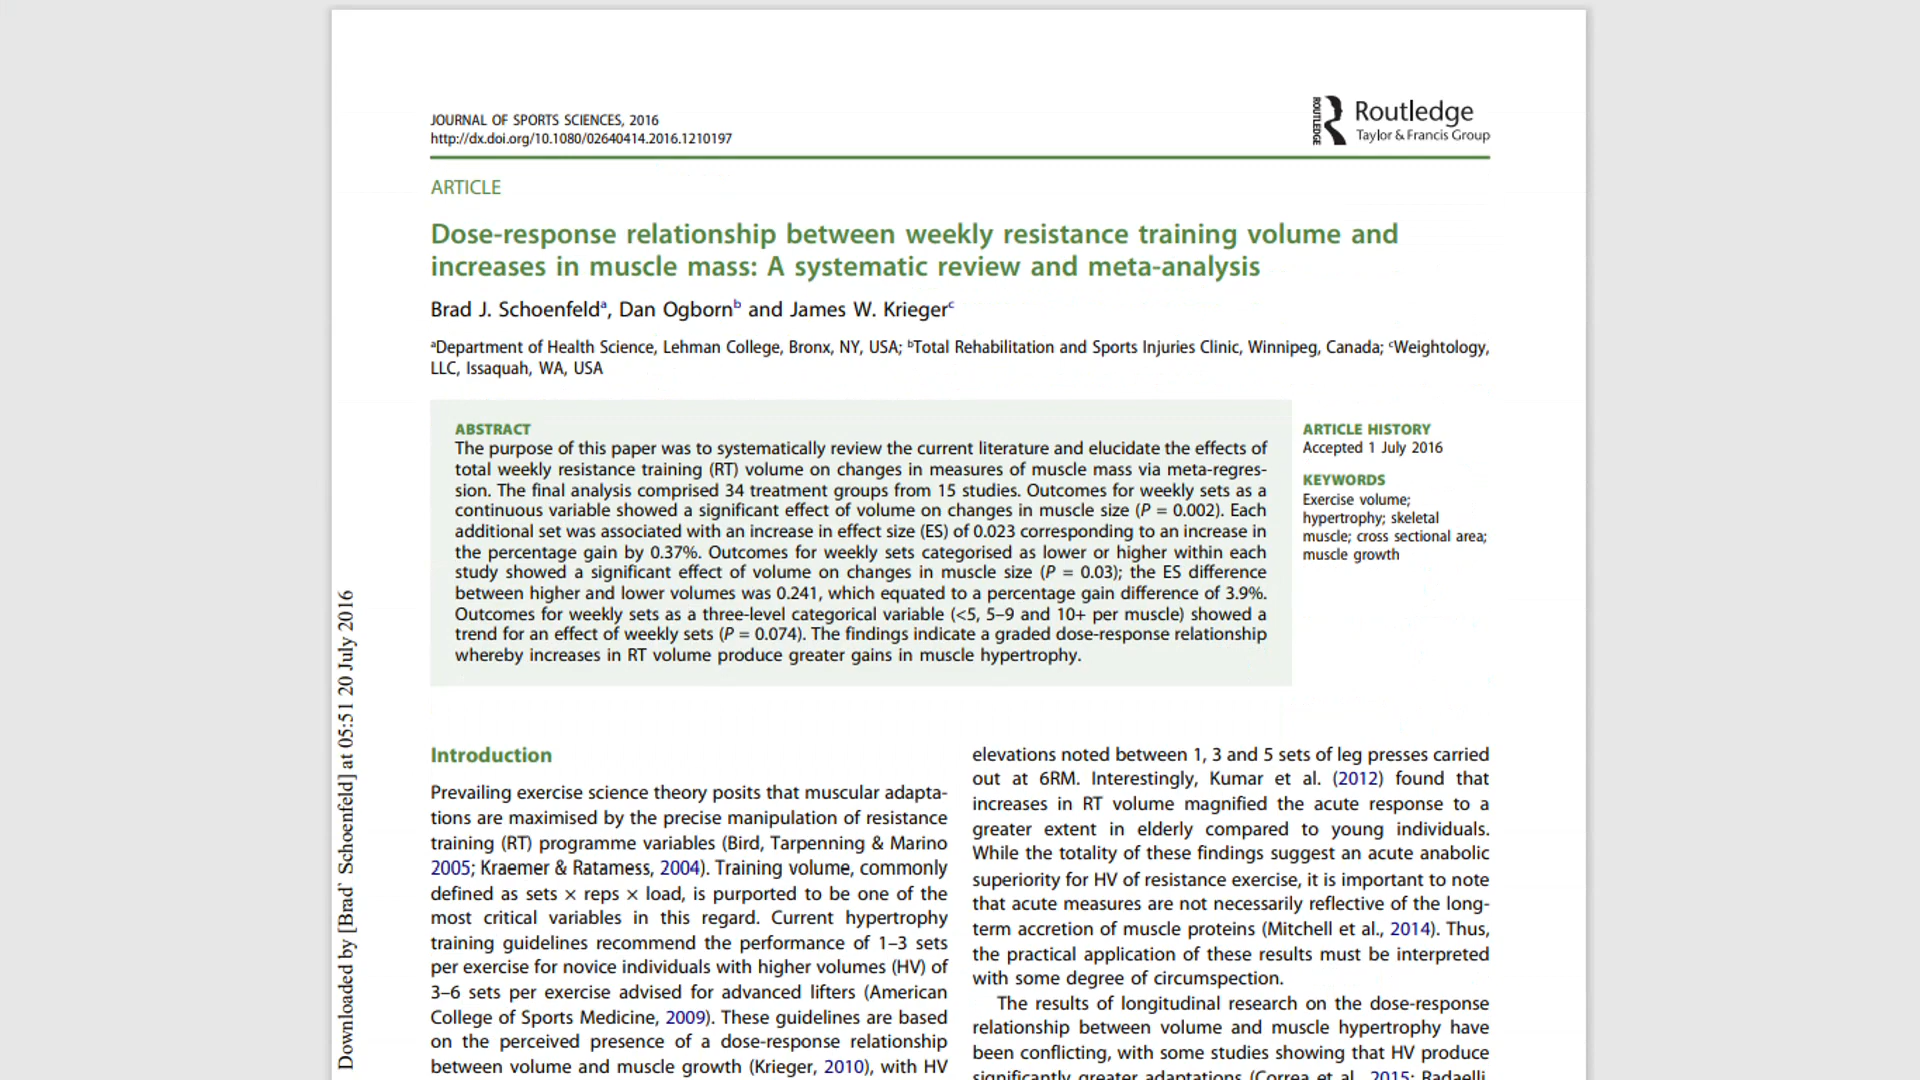 JOURNAL OF SPORTS SCIENCES, 2016
http://dx.doi.org/10.1080/02640414.2016.1210197
ROUTLEDGE
Routledge
Taylor & Francis Group
ARTICLE
Dose-response relationship between weekly resistance training volume and
increases in muscle mass: A systematic review and meta-analysis
Brad J. Schoenfeldᵃ, Dan Ogbornᵇ and James W. Kriegerᶜ
ᵃDepartment of Health Science, Lehman College, Bronx, NY, USA; ᵇTotal Rehabilitation and Sports Injuries Clinic, Winnipeg, Canada; ᶜWeightology,
LLC, Issaquah, WA, USA
ABSTRACT
The purpose of this paper was to systematically review the current literature and elucidate the effects of
total weekly resistance training (RT) volume on changes in measures of muscle mass via meta-regres-
sion. The final analysis comprised 34 treatment groups from 15 studies. Outcomes for weekly sets as a
continuous variable showed a significant effect of volume on changes in muscle size (P = 0.002). Each
additional set was associated with an increase in effect size (ES) of 0.023 corresponding to an increase in
the percentage gain by 0.37%. Outcomes for weekly sets categorised as lower or higher within each
study showed a significant effect of volume on changes in muscle size (P = 0.03); the ES difference
between higher and lower volumes was 0.241, which equated to a percentage gain difference of 3.9%.
Outcomes for weekly sets as a three-level categorical variable (<5, 5–9 and 10+ per muscle) showed a
trend for an effect of weekly sets (P = 0.074). The findings indicate a graded dose-response relationship
whereby increases in RT volume produce greater gains in muscle hypertrophy.
ARTICLE HISTORY
Accepted 1 July 2016
KEYWORDS
Exercise volume;
hypertrophy; skeletal
muscle; cross sectional area;
muscle growth
Introduction
Prevailing exercise science theory posits that muscular adapta-
tions are maximised by the precise manipulation of resistance
training (RT) programme variables (Bird, Tarpenning & Marino
2005; Kraemer & Ratamess, 2004). Training volume, commonly
defined as sets × reps × load, is purported to be one of the
most critical variables in this regard. Current hypertrophy
training guidelines recommend the performance of 1–3 sets
per exercise for novice individuals with higher volumes (HV) of
3–6 sets per exercise advised for advanced lifters (American
College of Sports Medicine, 2009). These guidelines are based
on the perceived presence of a dose-response relationship
between volume and muscle growth (Krieger, 2010), with HV
elevations noted between 1, 3 and 5 sets of leg presses carried
out at 6RM. Interestingly, Kumar et al. (2012) found that
increases in RT volume magnified the acute response to a
greater extent in elderly compared to young individuals.
While the totality of these findings suggest an acute anabolic
superiority for HV of resistance exercise, it is important to note
that acute measures are not necessarily reflective of the long-
term accretion of muscle proteins (Mitchell et al., 2014). Thus,
the practical application of these results must be interpreted
with some degree of circumspection.
The results of longitudinal research on the dose-response
relationship between volume and muscle hypertrophy have
been conflicting, with some studies showing that HV produce
significantly greater adaptations (Correa et al., 2015; Radaelli,
Downloaded by [Brad' Schoenfeld] at 05:51 20 July 2016